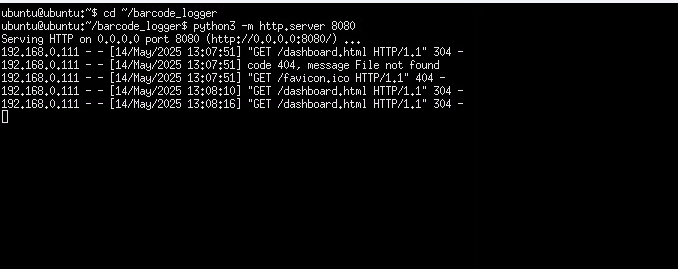 ubuntu@ubuntu:~$ cd ~/barcode_logger
ubuntu@ubuntu:~/barcode_logger$ python3 -m http.server 8080
Serving HTTP on 0.0.0.0 port 8080 (http://0.0.0.0:8080/) ...
192.168.0.111 - - [14/May/2025 13:07:51] "GET /dashboard.html HTTP/1.1" 304 -
192.168.0.111 - - [14/May/2025 13:07:51] code 404, message File not found
192.168.0.111 - - [14/May/2025 13:07:51] "GET /favicon.ico HTTP/1.1" 404 -
192.168.0.111 - - [14/May/2025 13:08:10] "GET /dashboard.html HTTP/1.1" 304 -
192.168.0.111 - - [14/May/2025 13:08:16] "GET /dashboard.html HTTP/1.1" 304 -